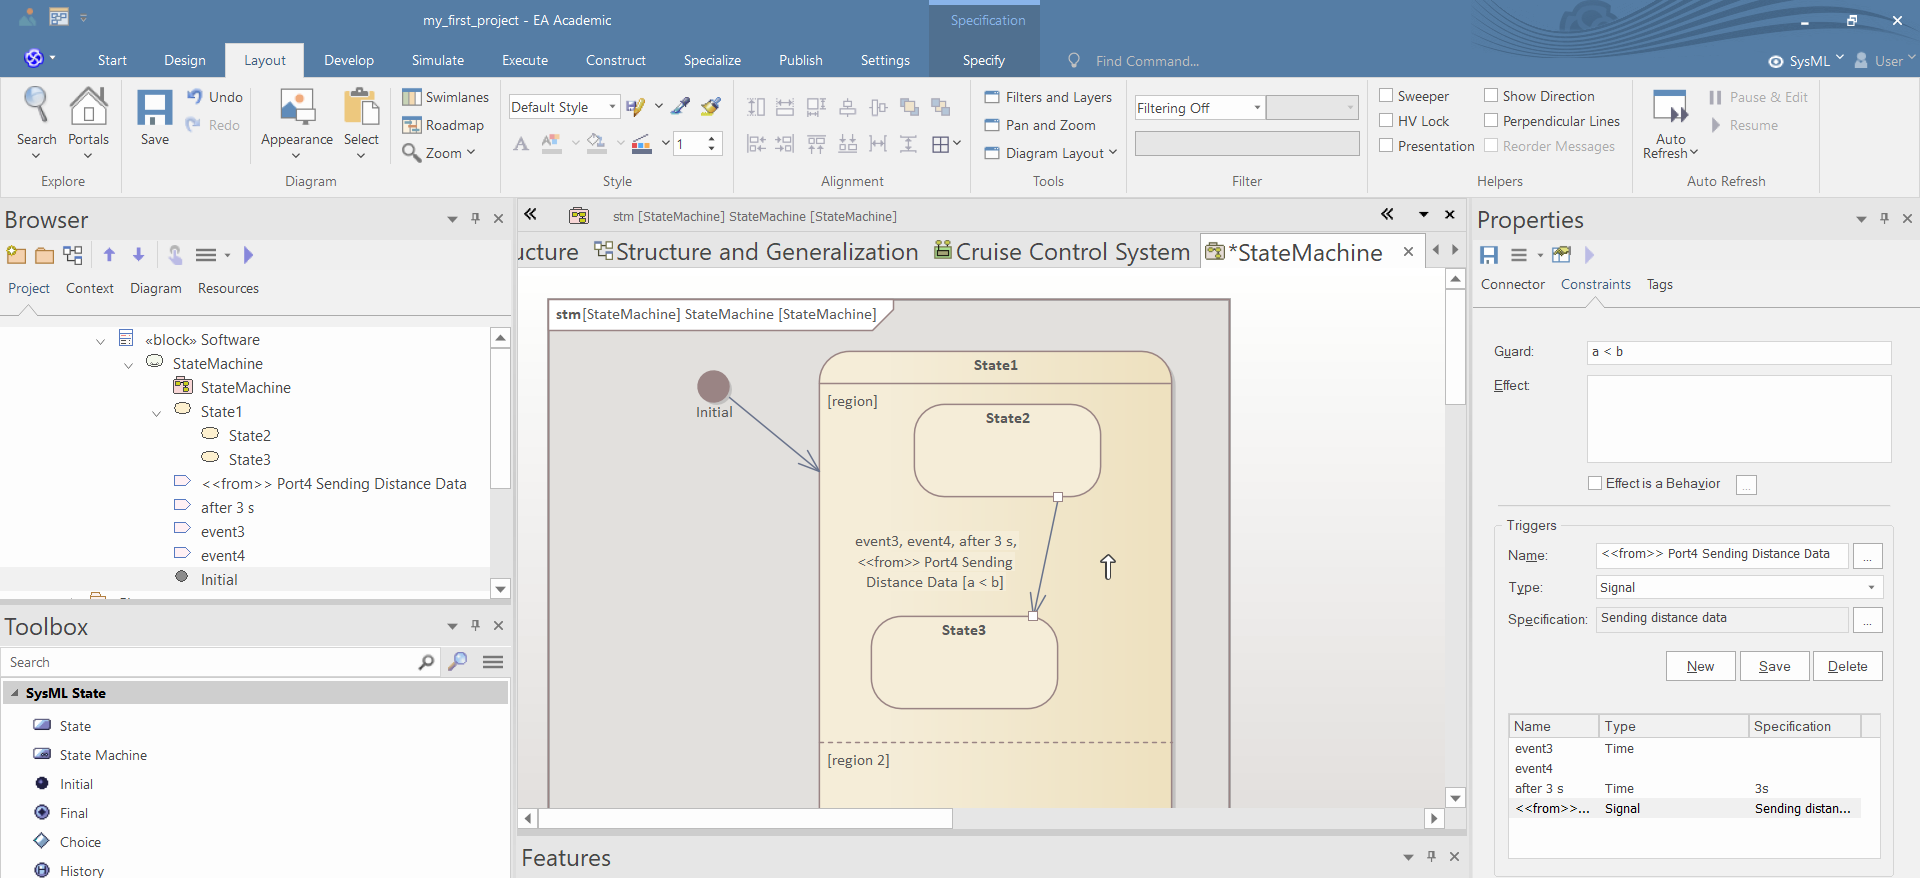 my_first_project - EA Academic
Specification
Start Design Layout Develop Simulate Execute Construct Specialize Publish Settings Specify
Find Command...
SysML User
Search
Portals
Explore
Save
Undo
Redo
Appearance
Select
Swimlanes
Roadmap
Zoom
Diagram
Default Style
1
Style
Alignment
Filters and Layers
Pan and Zoom
Diagram Layout
Tools
Filtering Off
Filter
Sweeper
HV Lock
Presentation
Show Direction
Perpendicular Lines
Reorder Messages
Helpers
Auto
Refresh
Pause & Edit
Resume
Auto Refresh
Browser
Project Context Diagram Resources
«block» Software
StateMachine
StateMachine
State1
State2
State3
<<from>> Port4 Sending Distance Data
after 3 s
event3
event4
Initial
Toolbox
Search
SysML State
State
State Machine
Initial
Final
Choice
History
stm [StateMachine] StateMachine [StateMachine]
ucture Structure and Generalization Cruise Control System *StateMachine
stm [StateMachine] StateMachine [StateMachine]
Initial
State1
[region]
State2
event3, event4, after 3 s,
<<from>> Port4 Sending
Distance Data [a < b]
State3
[region 2]
Features
Properties
Connector Constraints Tags
Guard: a < b
Effect:
Effect is a Behavior ...
Triggers
Name: <<from>> Port4 Sending Distance Data ...
Type: Signal
Specification: Sending distance data ...
New Save Delete
Name Type Specification
event3 Time
event4
after 3 s Time 3s
<<from>>... Signal Sending distan...